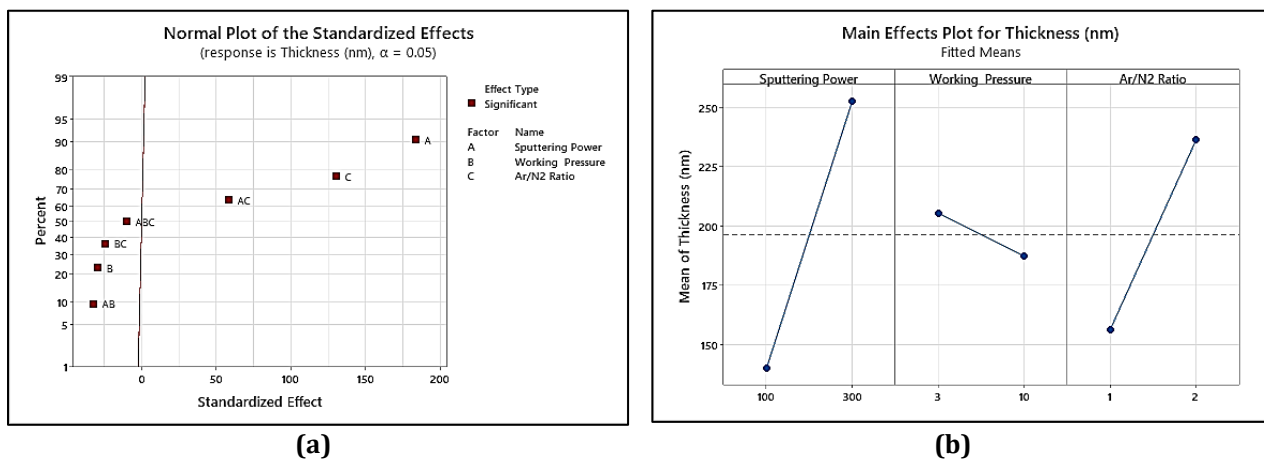 Normal Plot of the Standardized Effects
(response is Thickness (nm), α = 0.05)
99
95
90
80
70
60
50
40
30
20
10
5
1
Percent
A
C
AC
ABC
BC
B
AB
0
50
100
150
200
Standardized Effect
Effect Type
Significant
Factor Name
A Sputtering Power
B Working Pressure
C Ar/N2 Ratio
(a)
Main Effects Plot for Thickness (nm)
Fitted Means
Sputtering Power
Working Pressure
Ar/N2 Ratio
250
225
200
175
150
Mean of Thickness (nm)
100
300
3
10
1
2
(b)